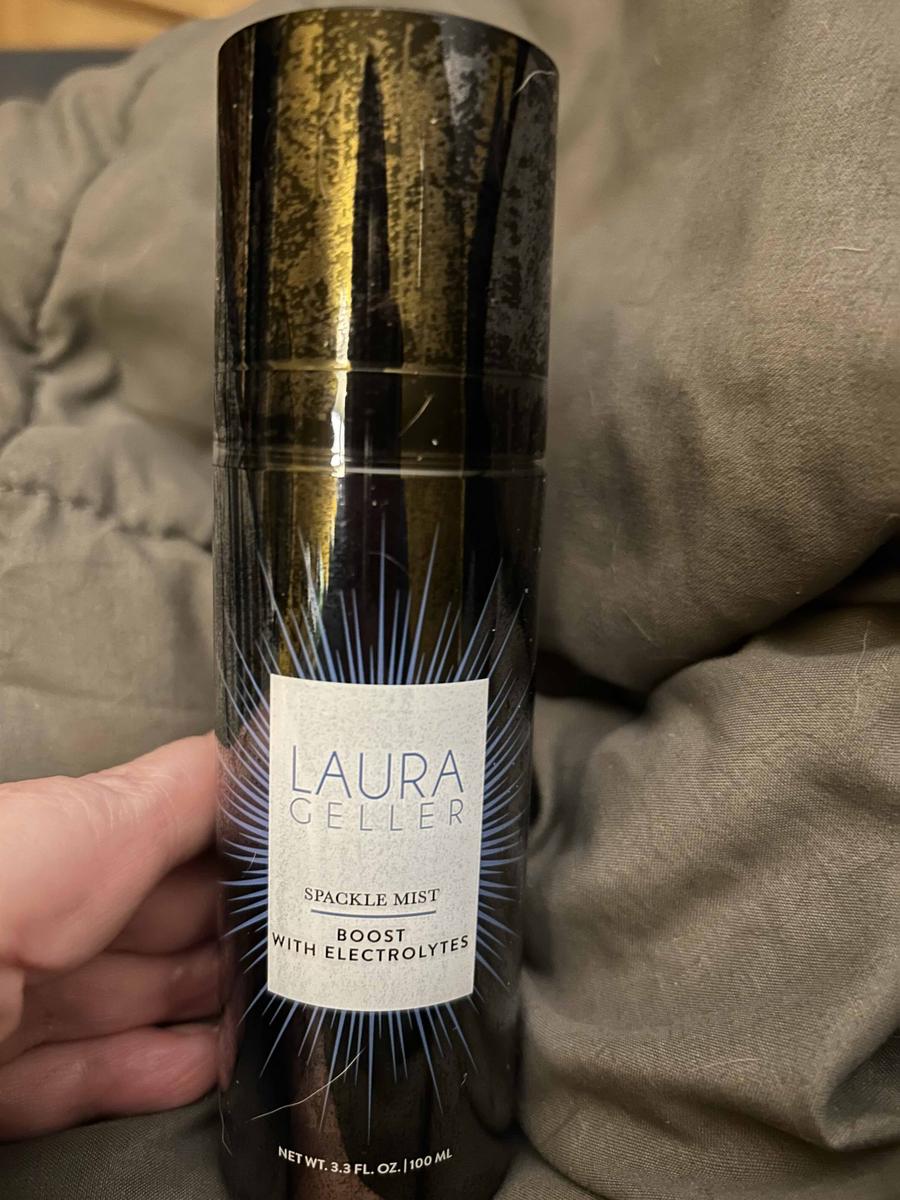 LAURA
GELLER
SPACKLE MIST
BOOST
WITH ELECTROLYTES
NET WT. 3.3 FL. OZ. | 100 ML